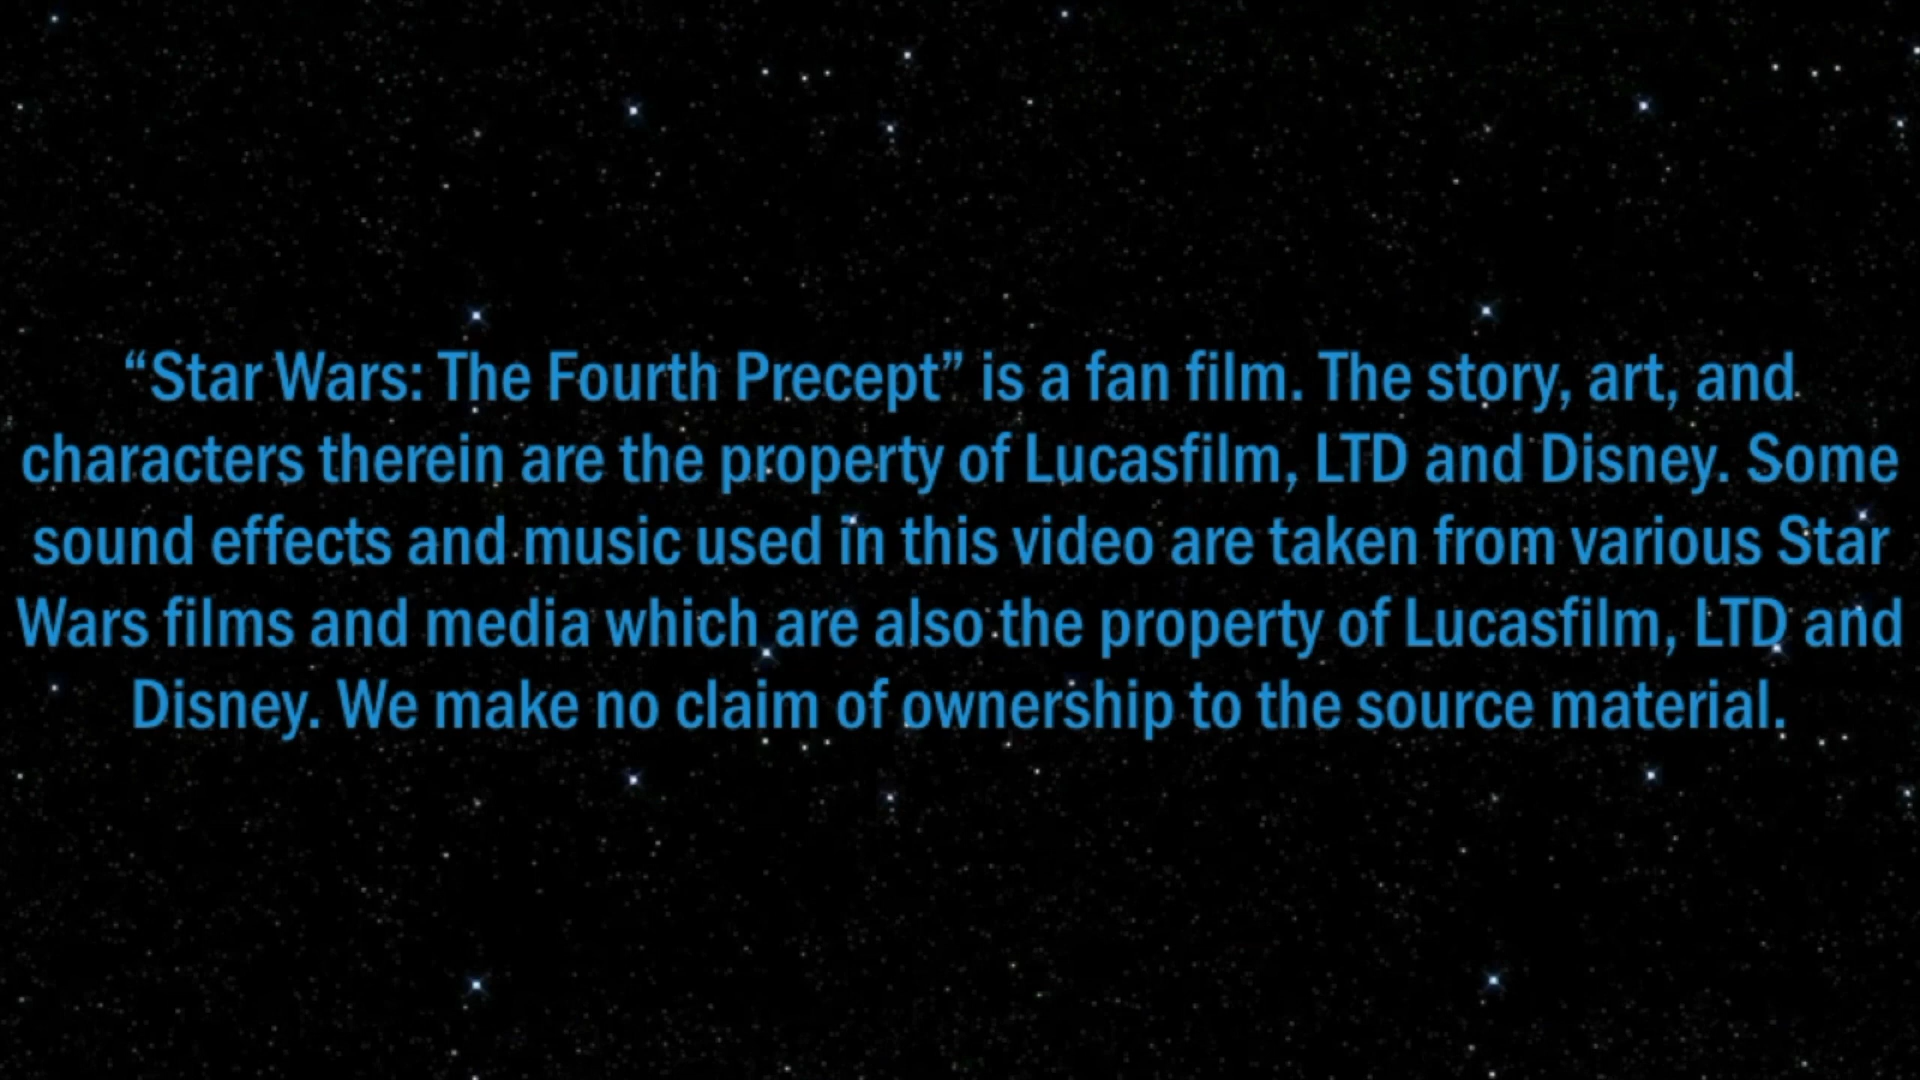 “Star Wars: The Fourth Precept” is a fan film. The story, art, and
characters therein are the property of Lucasfilm, LTD and Disney. Some
sound effects and music used in this video are taken from various Star
Wars films and media which are also the property of Lucasfilm, LTD and
Disney. We make no claim of ownership to the source material.